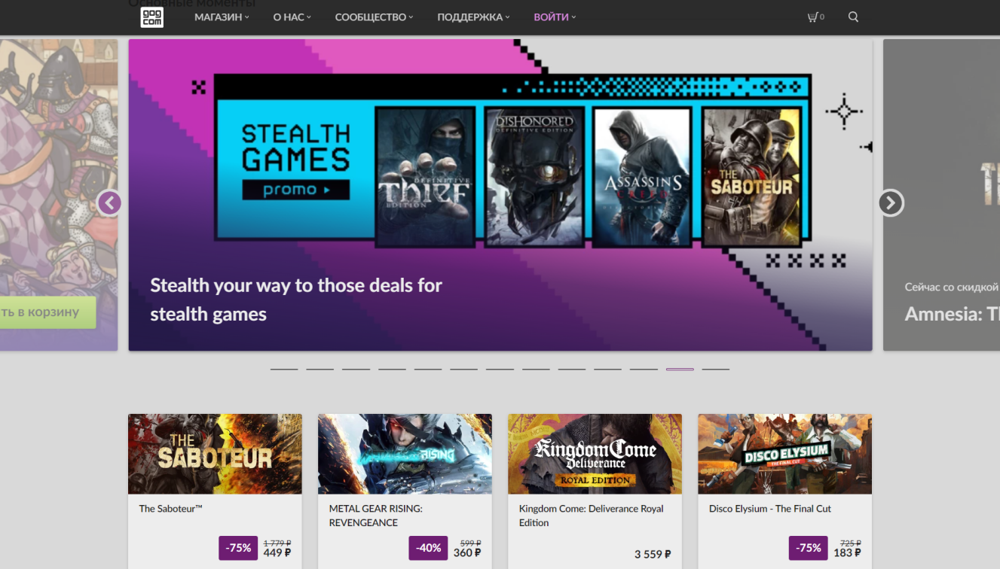 Основные моменты
gog
com
МАГАЗИН
О НАС
СООБЩЕСТВО
ПОДДЕРЖКА
ВОЙТИ
0
STEALTH
GAMES
promo
THIEF
DEFINITIVE
EDITION
DISHONORED
DEFINITIVE EDITION
ASSASSIN'S
CREED
THE
SABOTEUR
Stealth your way to those deals for
stealth games
ть в корзину
Сейчас со скидкой
Amnesia: Th
THE
SABOTEUR
RISING
Kingdom Come
Deliverance
ROYAL EDITION
DISCO ELYSIUM
THE FINAL CUT
The Saboteur™
METAL GEAR RISING:
REVENGEANCE
Kingdom Come: Deliverance Royal
Edition
Disco Elysium - The Final Cut
-75%
1 779 ₽
449 ₽
-40%
599 ₽
360 ₽
3 559 ₽
-75%
725 ₽
183 ₽